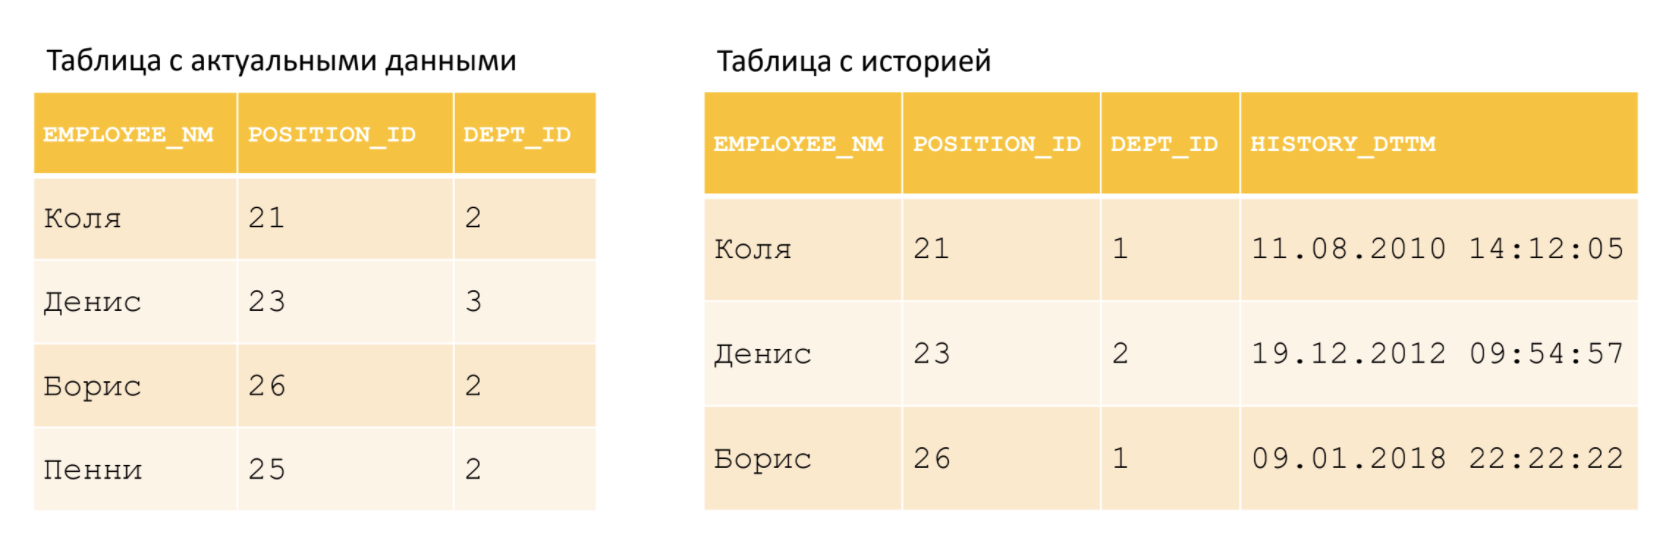 Таблица с актуальными данными
EMPLOYEE_NM POSITION_ID DEPT_ID
Коля 21 2
Денис 23 3
Борис 26 2
Пенни 25 2
Таблица с историей
EMPLOYEE_NM POSITION_ID DEPT_ID HISTORY_DTTM
Коля 21 1 11.08.2010 14:12:05
Денис 23 2 19.12.2012 09:54:57
Борис 26 1 09.01.2018 22:22:22